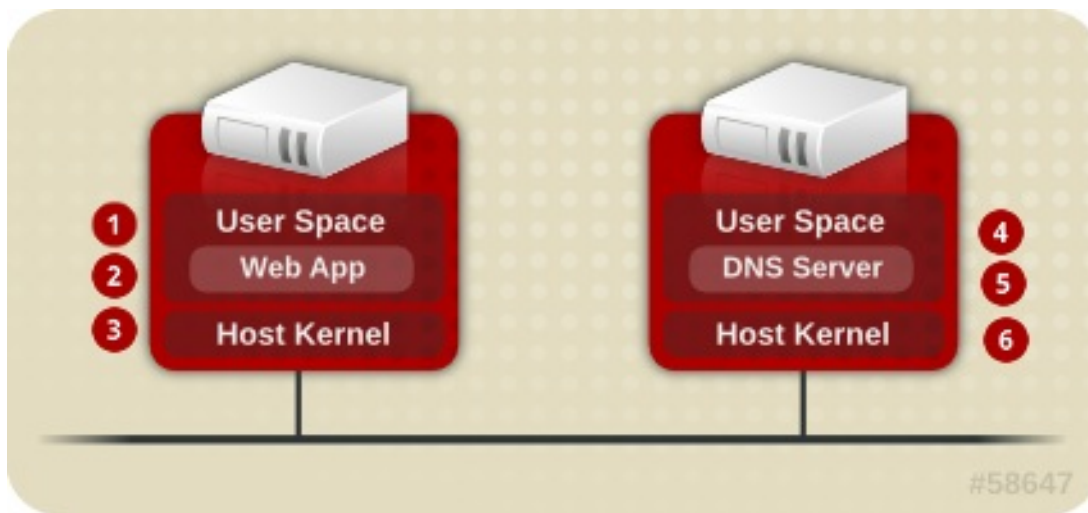 1
User Space
2
Web App
3
Host Kernel
User Space
4
DNS Server
5
Host Kernel
6
#58647